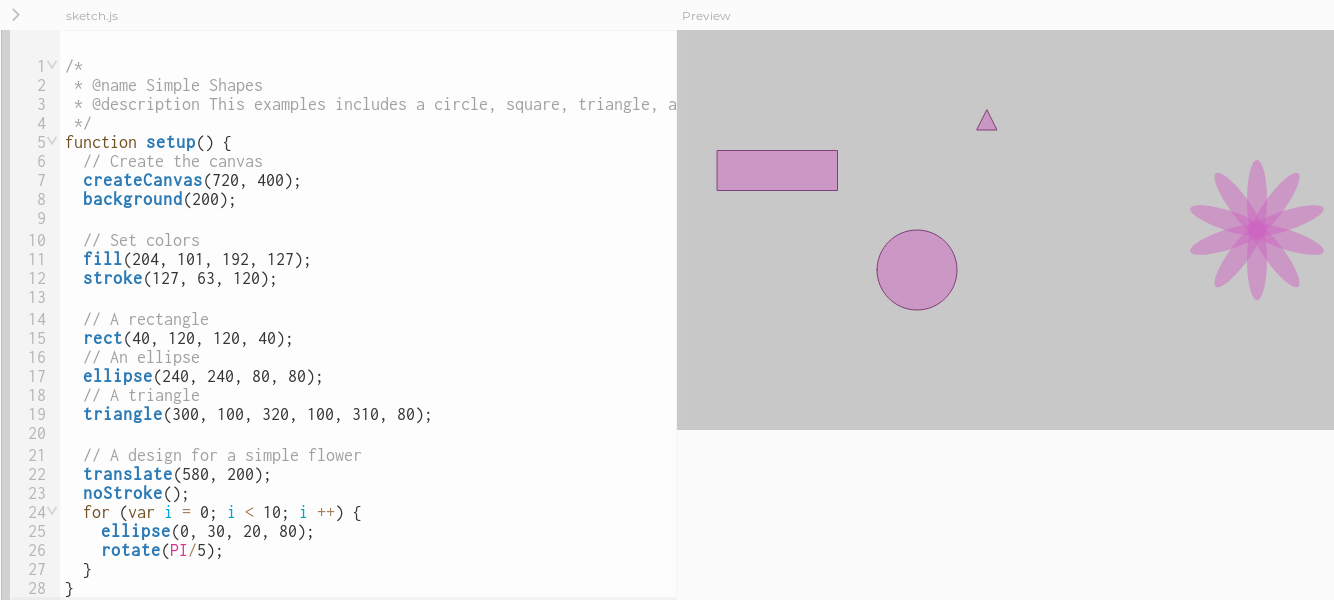 sketch.js
Preview
1 /*
2  * @name Simple Shapes
3  * @description This examples includes a circle, square, triangle, a
4  */
5 function setup() {
6   // Create the canvas
7   createCanvas(720, 400);
8   background(200);
9
10   // Set colors
11   fill(204, 101, 192, 127);
12   stroke(127, 63, 120);
13
14   // A rectangle
15   rect(40, 120, 120, 40);
16   // An ellipse
17   ellipse(240, 240, 80, 80);
18   // A triangle
19   triangle(300, 100, 320, 100, 310, 80);
20
21   // A design for a simple flower
22   translate(580, 200);
23   noStroke();
24   for (var i = 0; i < 10; i ++) {
25     ellipse(0, 30, 20, 80);
26     rotate(PI/5);
27   }
28 }